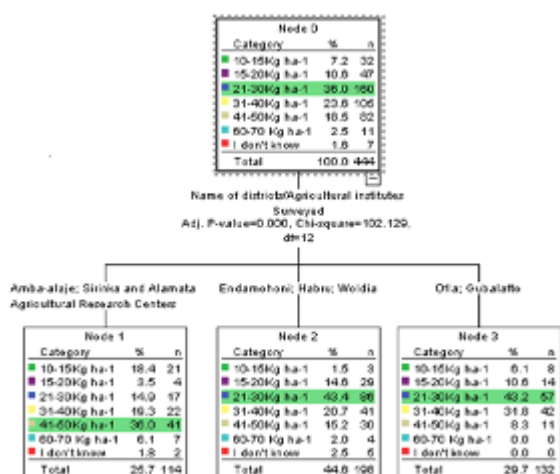 Node 0
Category % n
10-15Kg ha-1 7.2 32
15-20Kg ha-1 10.6 47
21-30Kg ha-1 36.0 160
31-40Kg ha-1 23.6 105
41-50Kg ha-1 18.5 82
60-70 Kg ha-1 2.5 11
I don't know 1.6 7
Total 100.0 444
Name of districts/Agricultural institutes
Surveyed
Adj. P-value=0.000, Chi-square=102.129,
df=12
Amba-alaje; Sirinka and Alamata
Agricultural Research Centers
Endamohoni; Habru; Woldia
Ofla; Gubalafto
Node 1
Category % n
10-15Kg ha-1 18.4 21
15-20Kg ha-1 3.5 4
21-30Kg ha-1 14.9 17
31-40Kg ha-1 19.3 22
41-50Kg ha-1 36.0 41
60-70 Kg ha-1 6.1 7
I don't know 1.8 2
Total 25.7 114
Node 2
Category % n
10-15Kg ha-1 1.5 3
15-20Kg ha-1 14.6 29
21-30Kg ha-1 43.4 86
31-40Kg ha-1 20.7 41
41-50Kg ha-1 15.2 30
60-70 Kg ha-1 2.0 4
I don't know 2.5 5
Total 44.6 198
Node 3
Category % n
10-15Kg ha-1 6.1 8
15-20Kg ha-1 10.6 14
21-30Kg ha-1 43.2 57
31-40Kg ha-1 31.8 42
41-50Kg ha-1 8.3 11
60-70 Kg ha-1 0.0 0
I don't know 0.0 0
Total 29.7 132